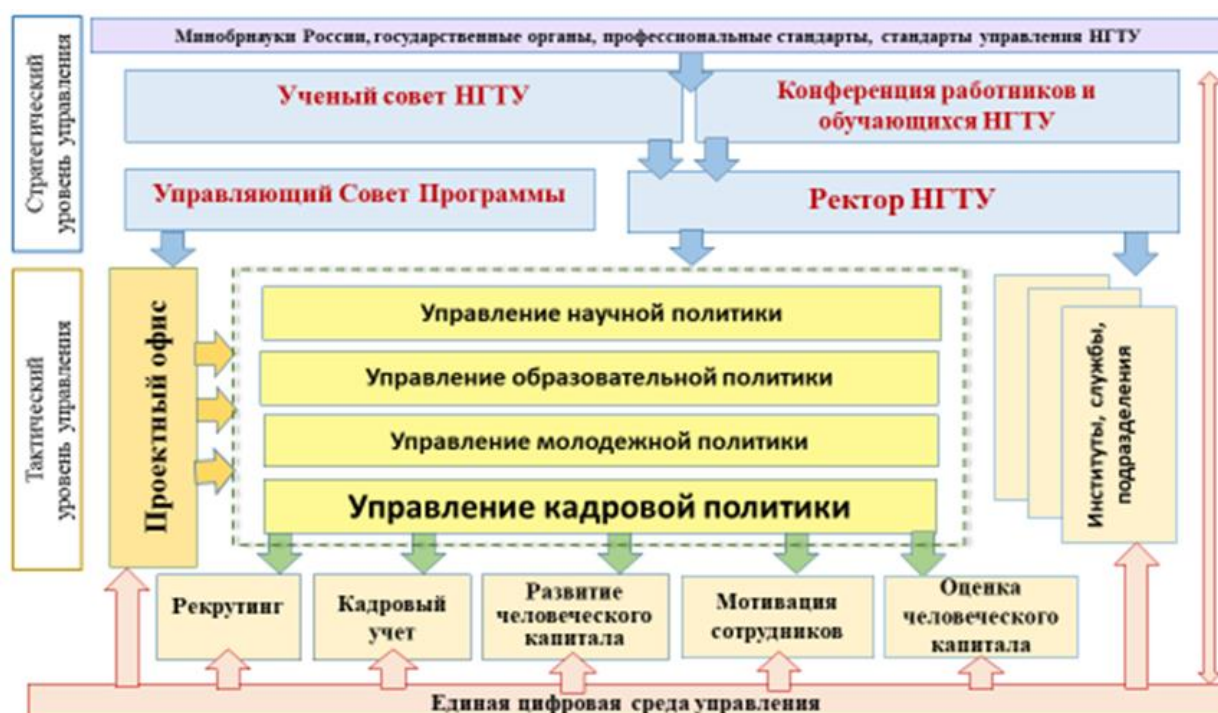 Стратегический
уровень управления
Минобрнауки России, государственные органы, профессиональные стандарты, стандарты управления НГТУ
Ученый совет НГТУ
Конференция работников и
обучающихся НГТУ
Управляющий Совет Программы
Ректор НГТУ
Тактический
уровень управления
Проектный офис
Управление научной политики
Управление образовательной политики
Управление молодежной политики
Управление кадровой политики
Институты, службы,
подразделения
Рекрутинг
Кадровый
учет
Развитие
человеческого
капитала
Мотивация
сотрудников
Оценка
человеческого
капитала
Единая цифровая среда управления